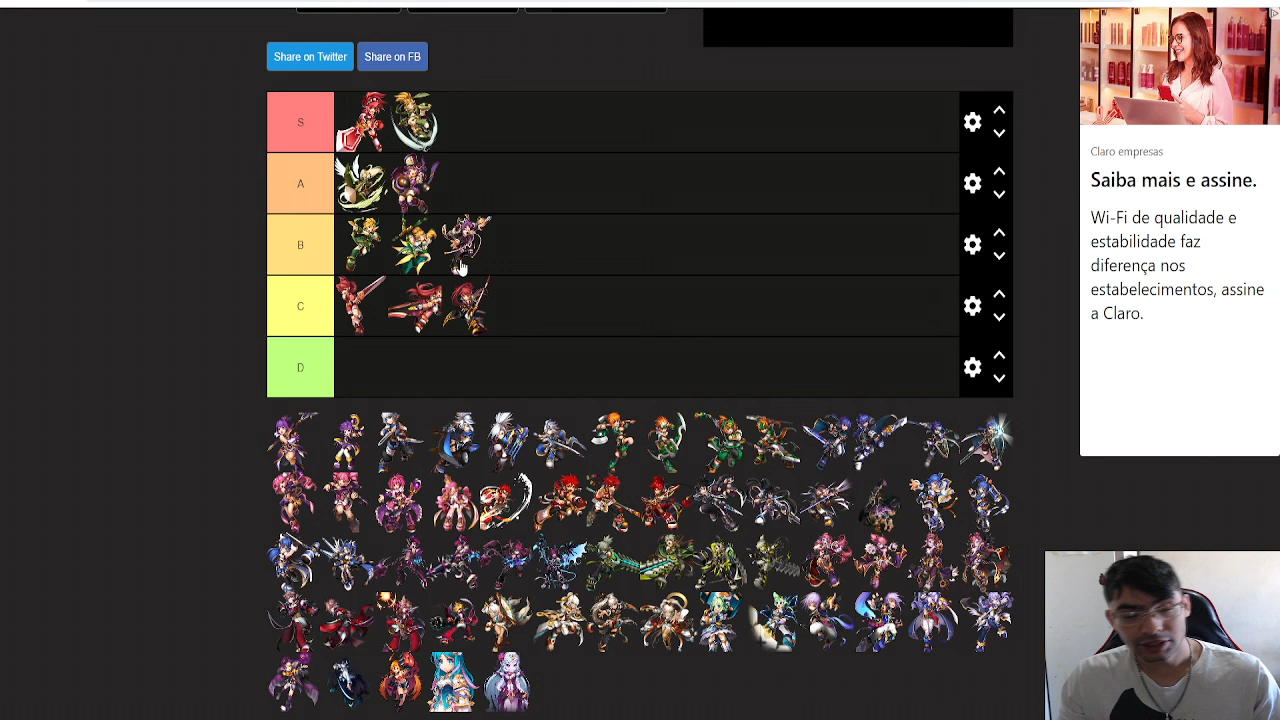 Share on Twitter
Share on FB
S
A
B
C
D
Claro empresas
Saiba mais e assine.
Wi-Fi de qualidade e
estabilidade faz
diferença nos
estabelecimentos, assine
a Claro.